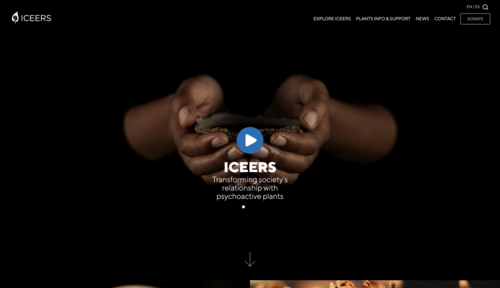 EN | ES
ICEERS
EXPLORE ICEERS PLANTS INFO & SUPPORT NEWS CONTACT DONATE
ICEERS
Transforming society's
relationship with
psychoactive plants